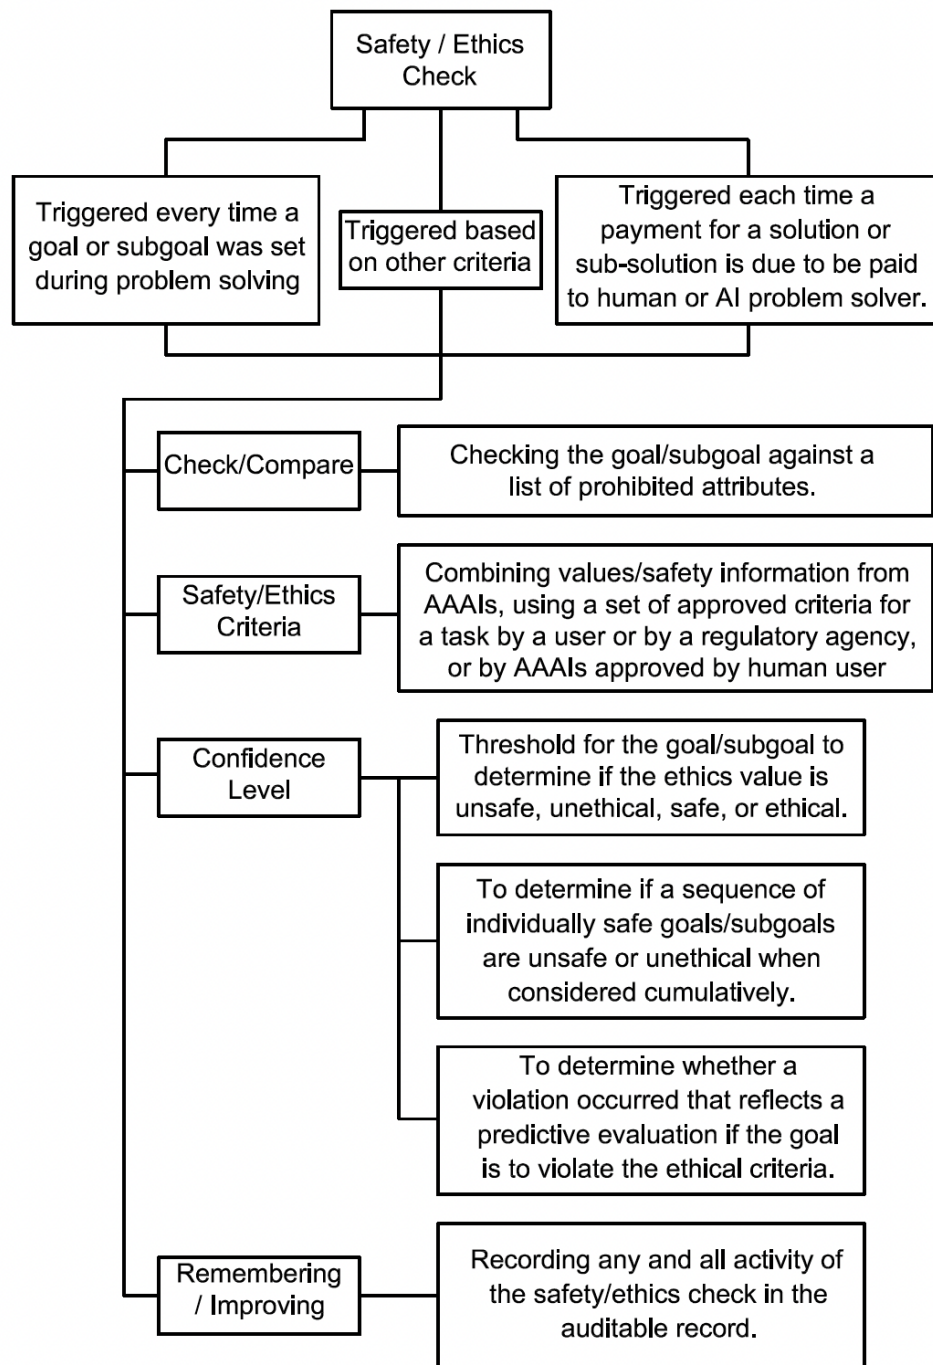 Safety / Ethics
Check
Triggered every time a
goal or subgoal was set
during problem solving
Triggered based
on other criteria
Triggered each time a
payment for a solution or
sub-solution is due to be paid
to human or AI problem solver.
Check/Compare
Checking the goal/subgoal against a
list of prohibited attributes.
Safety/Ethics
Criteria
Combining values/safety information from
AAAIs, using a set of approved criteria for
a task by a user or by a regulatory agency,
or by AAAIs approved by human user
Confidence
Level
Threshold for the goal/subgoal to
determine if the ethics value is
unsafe, unethical, safe, or ethical.
To determine if a sequence of
individually safe goals/subgoals
are unsafe or unethical when
considered cumulatively.
To determine whether a
violation occurred that reflects a
predictive evaluation if the goal
is to violate the ethical criteria.
Remembering
/ Improving
Recording any and all activity of
the safety/ethics check in the
auditable record.